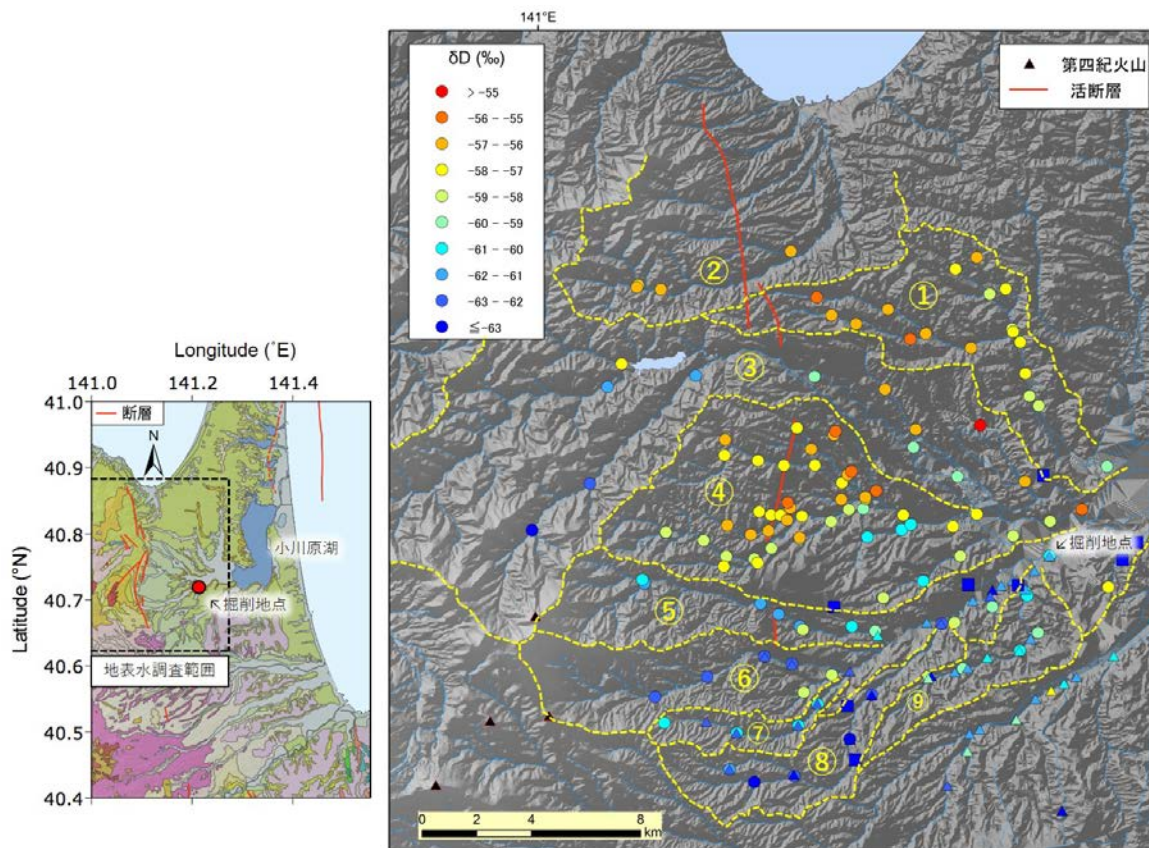 141°E
δD (‰)
> -55
-56 -- -55
-57 -- -56
-58 -- -57
-59 -- -58
-60 -- -59
-61 -- -60
-62 -- -61
-63 -- -62
≦-63
▲ 第四紀火山
活断層
②
①
③
④
⑤
⑥
⑦
⑧
⑨
↙掘削地点
0 2 4 8
km
Longitude (°E)
141.0 141.2 141.4
Latitude (°N)
41.0
40.9
40.8
40.7
40.6
40.5
40.4
断層
N
小川原湖
↖掘削地点
地表水調査範囲